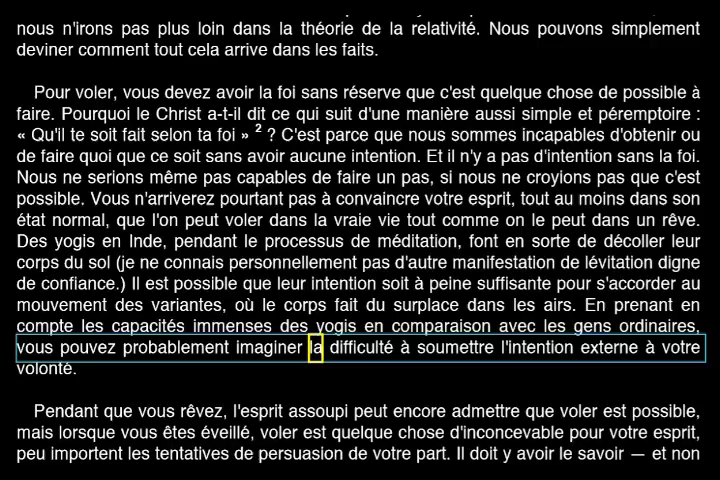 nous n'irons pas plus loin dans la théorie de la relativité. Nous pouvons simplement
deviner comment tout cela arrive dans les faits.
Pour voler, vous devez avoir la foi sans réserve que c'est quelque chose de possible à
faire. Pourquoi le Christ a-t-il dit ce qui suit d'une manière aussi simple et péremptoire :
« Qu'il te soit fait selon ta foi » ² ? C'est parce que nous sommes incapables d'obtenir ou
de faire quoi que ce soit sans avoir aucune intention. Et il n'y a pas d'intention sans la foi.
Nous ne serions même pas capables de faire un pas, si nous ne croyions pas que c'est
possible. Vous n'arriverez pourtant pas à convaincre votre esprit, tout au moins dans son
état normal, que l'on peut voler dans la vraie vie tout comme on le peut dans un rêve.
Des yogis en Inde, pendant le processus de méditation, font en sorte de décoller leur
corps du sol (je ne connais personnellement pas d'autre manifestation de lévitation digne
de confiance.) Il est possible que leur intention soit à peine suffisante pour s'accorder au
mouvement des variantes, où le corps fait du surplace dans les airs. En prenant en
compte les capacités immenses des yogis en comparaison avec les gens ordinaires,
vous pouvez probablement imaginer la difficulté à soumettre l'intention externe à votre
volonté.
Pendant que vous rêvez, l'esprit assoupi peut encore admettre que voler est possible,
mais lorsque vous êtes éveillé, voler est quelque chose d'inconcevable pour votre esprit,
peu importent les tentatives de persuasion de votre part. Il doit y avoir le savoir — et non